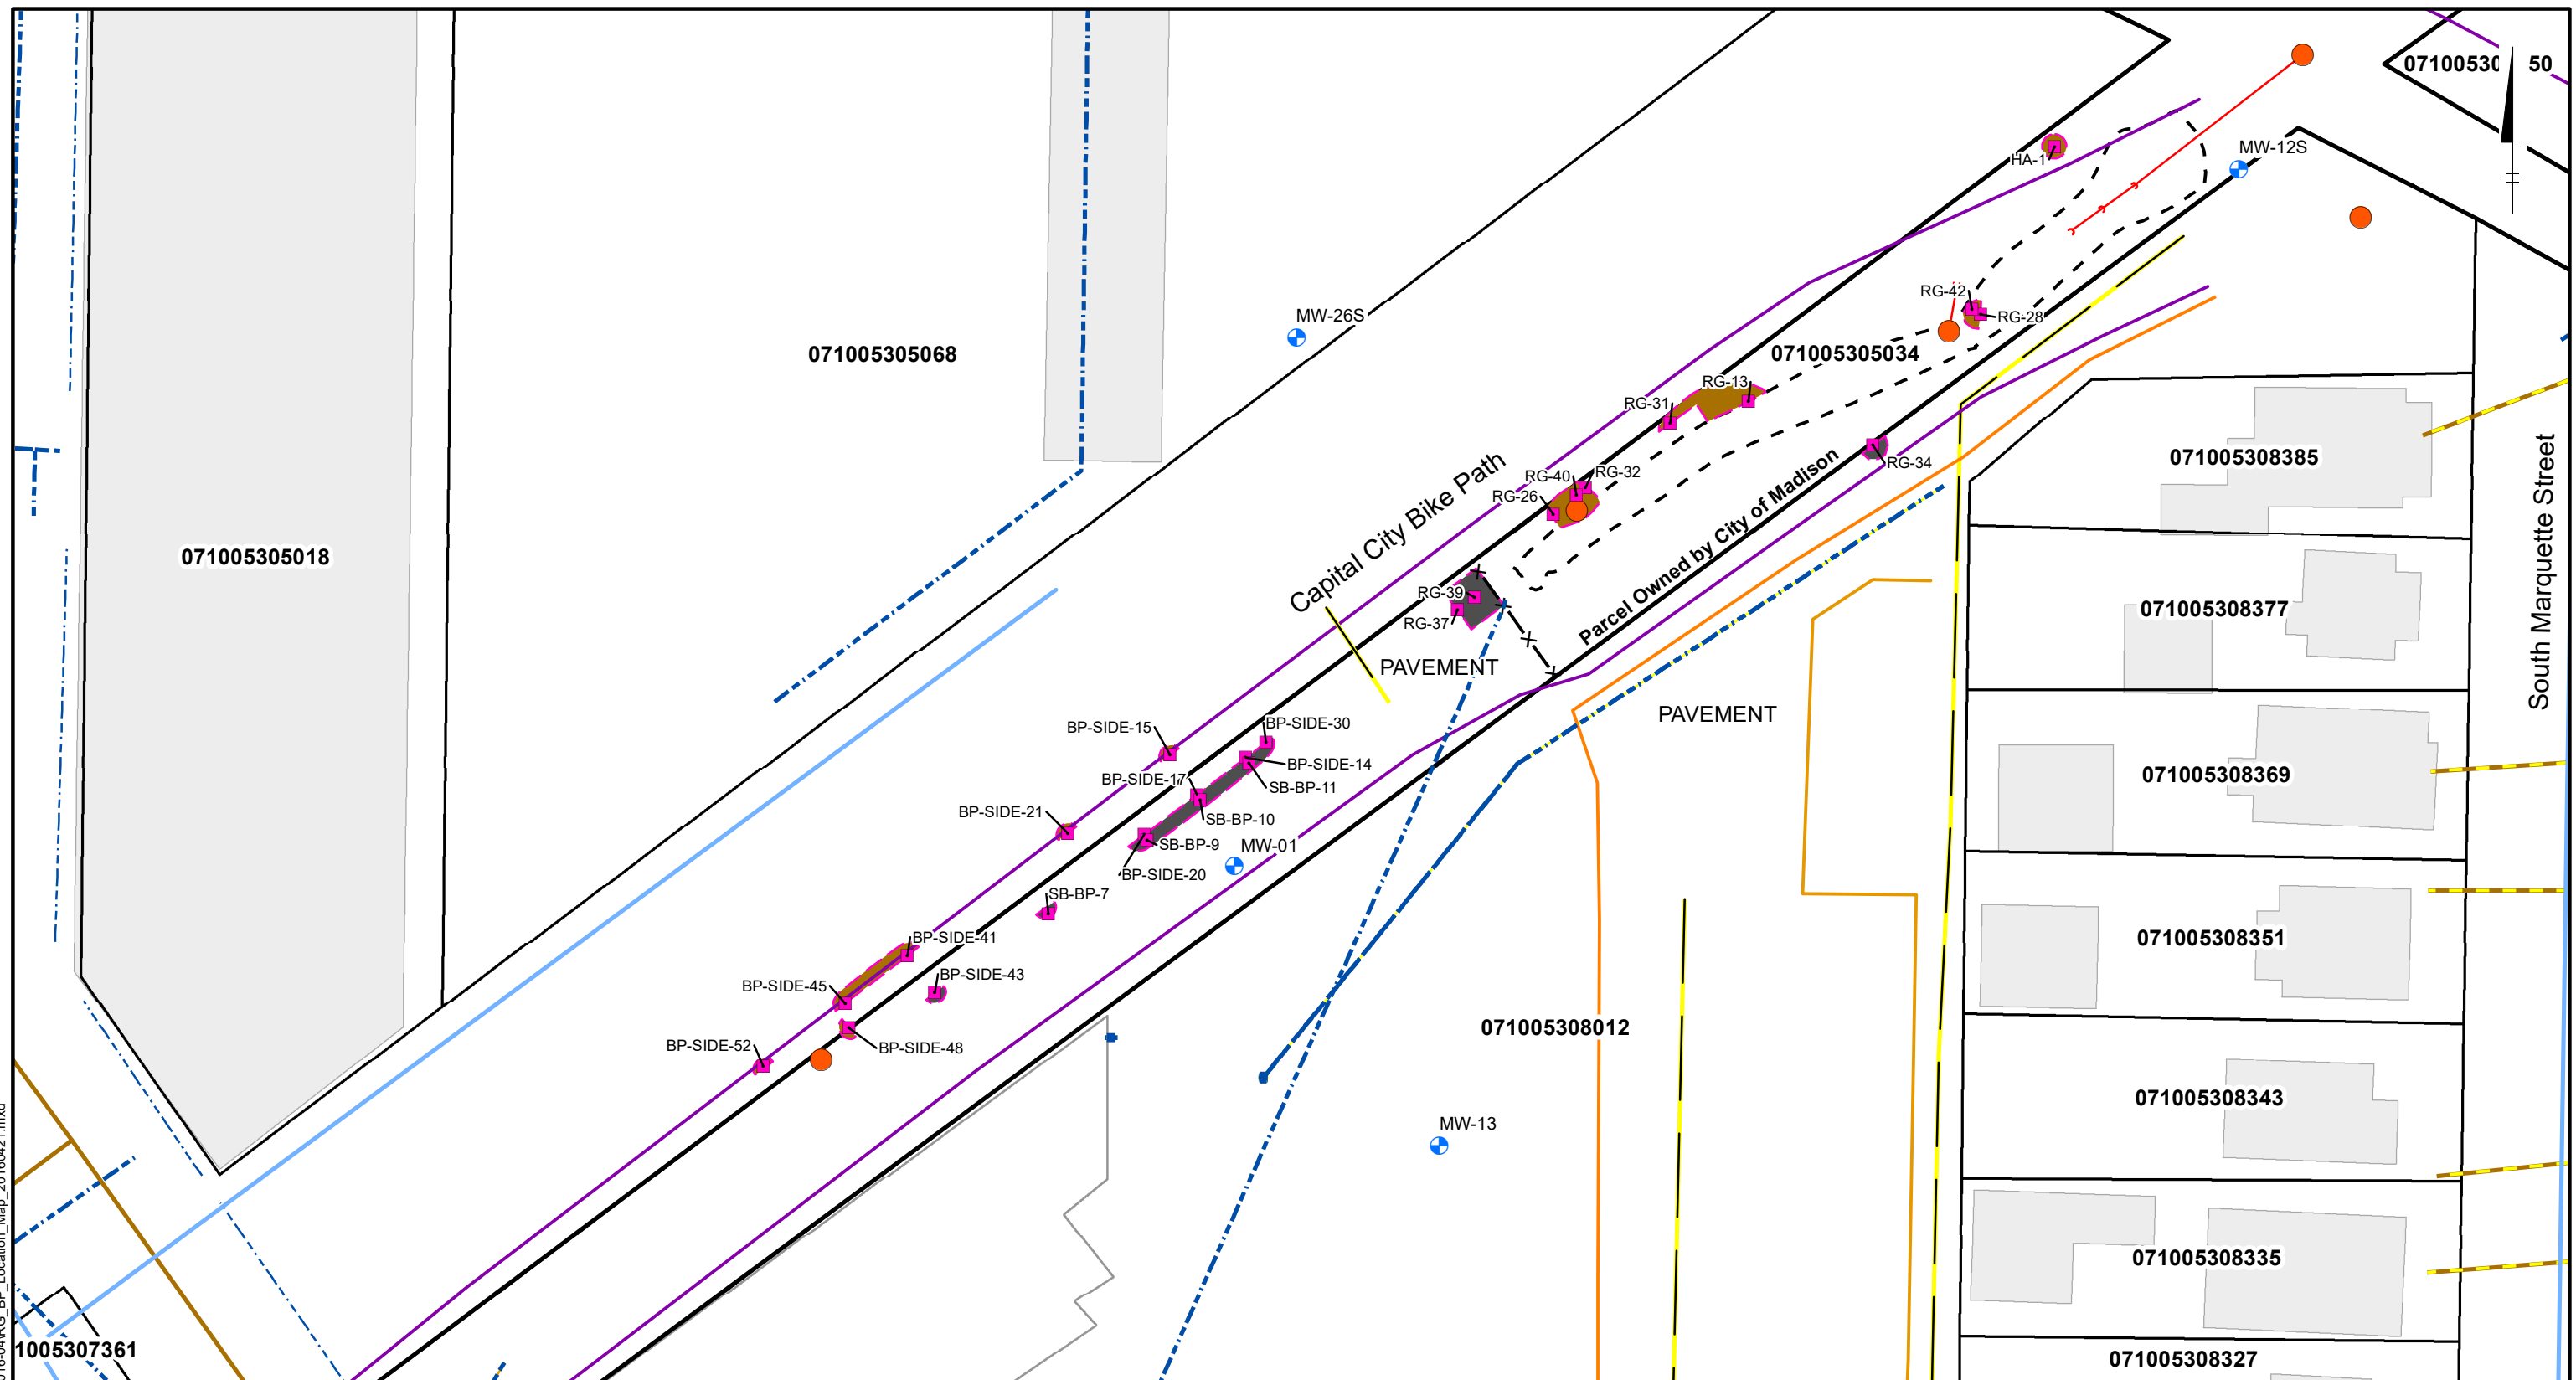 0710053050
MW-12S
HA-1
MW-26S
RG-42
RG-28
071005305068
071005305034
RG-13
RG-31
071005308385
RG-34
Capital City Bike Path
RG-40
RG-32
RG-26
Parcel Owned by City of Madison
071005305018
RG-39
RG-37
071005308377
South Marquette Street
PAVEMENT
PAVEMENT
BP-SIDE-15
BP-SIDE-30
BP-SIDE-14
BP-SIDE-17
SB-BP-11
071005308369
BP-SIDE-21
SB-BP-10
SB-BP-9
MW-01
BP-SIDE-20
SB-BP-7
BP-SIDE-41
071005308351
BP-SIDE-43
BP-SIDE-45
071005308012
BP-SIDE-52
BP-SIDE-48
071005308343
MW-13
071005308335
1005307361
071005308327